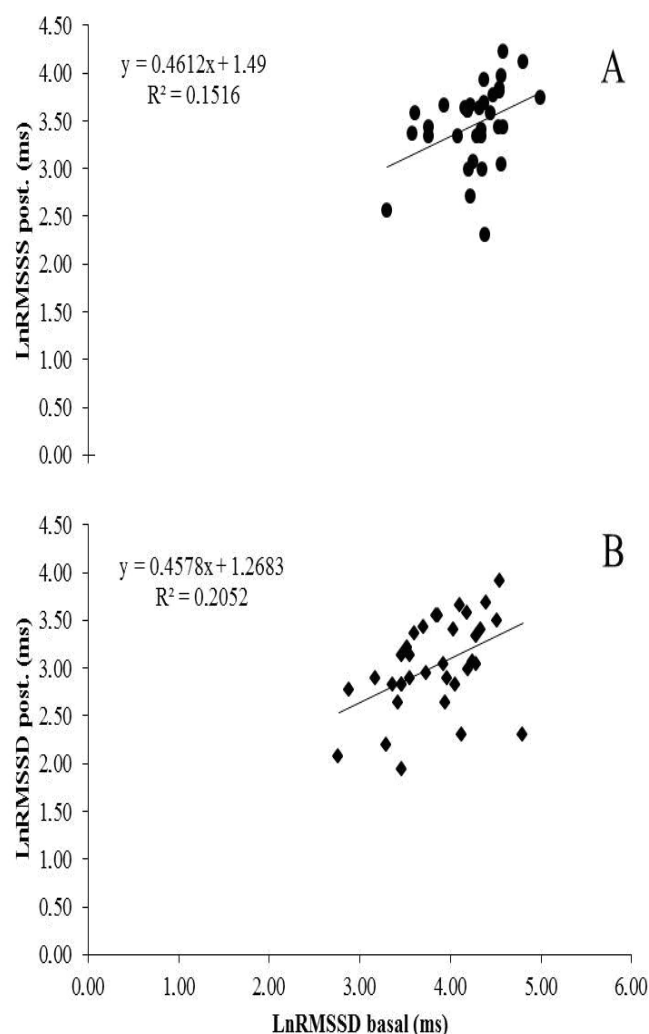 4.50
4.00
3.50
3.00
2.50
2.00
1.50
1.00
0.50
0.00
LnRMSSS post. (ms)
y = 0.4612x + 1.49
R² = 0.1516
A
4.50
4.00
3.50
3.00
2.50
2.00
1.50
1.00
0.50
0.00
LnRMSSD post. (ms)
y = 0.4578x + 1.2683
R² = 0.2052
B
0.00 1.00 2.00 3.00 4.00 5.00 6.00
LnRMSSD basal (ms)